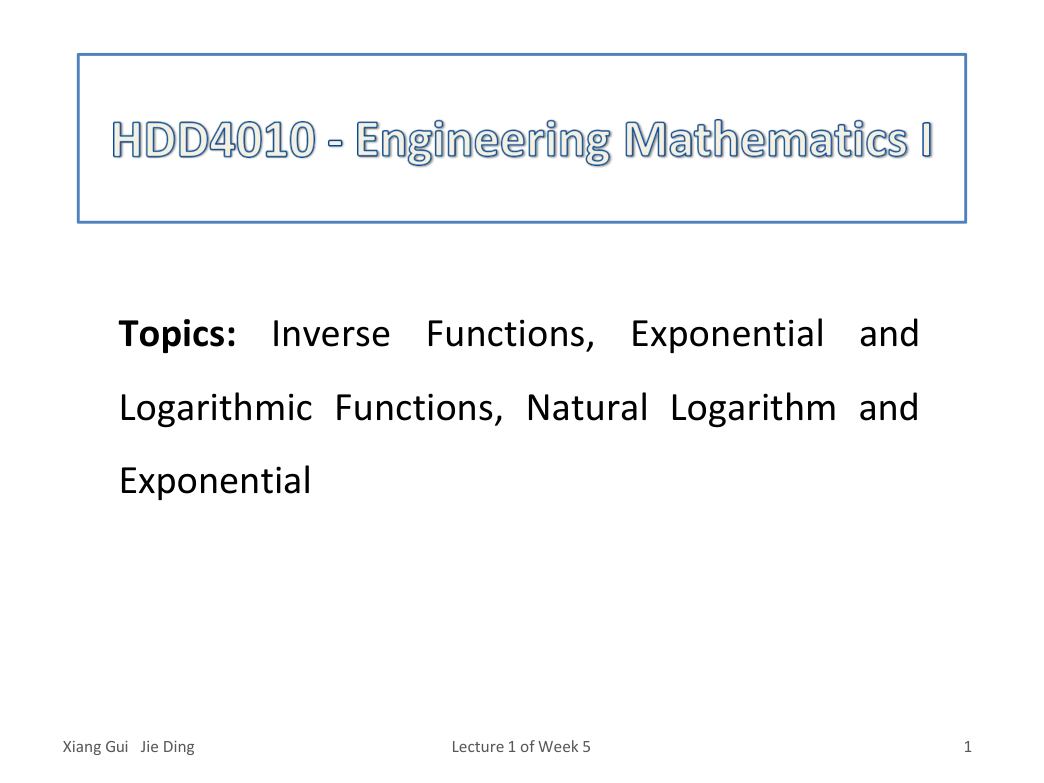 HDD4010 - Engineering Mathematics I
Topics: Inverse Functions, Exponential and
Logarithmic Functions, Natural Logarithm and
Exponential
Xiang Gui Jie Ding
Lecture 1 of Week 5
1